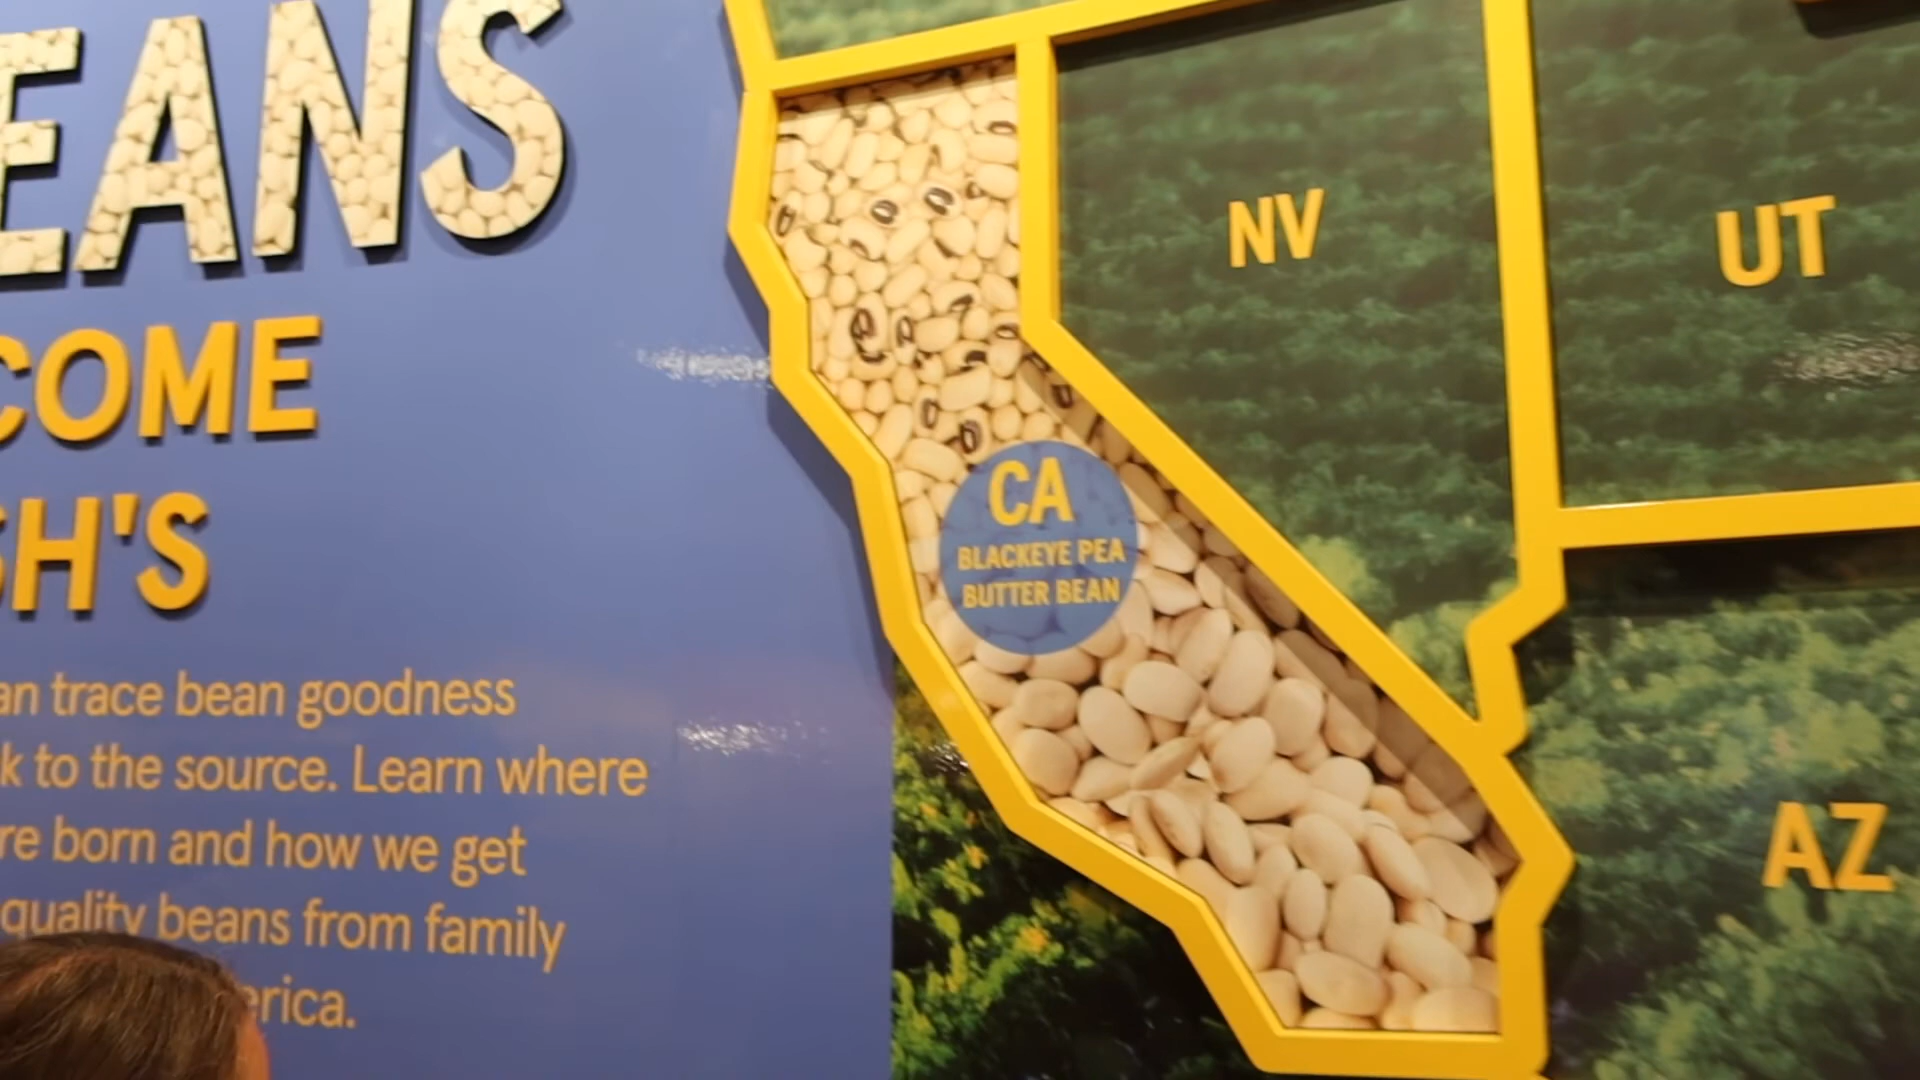 EANS
COME
SH'S
an trace bean goodness
k to the source. Learn where
re born and how we get
quality beans from family
erica.
CA
BLACKEYE PEA
BUTTER BEAN
NV
UT
AZ